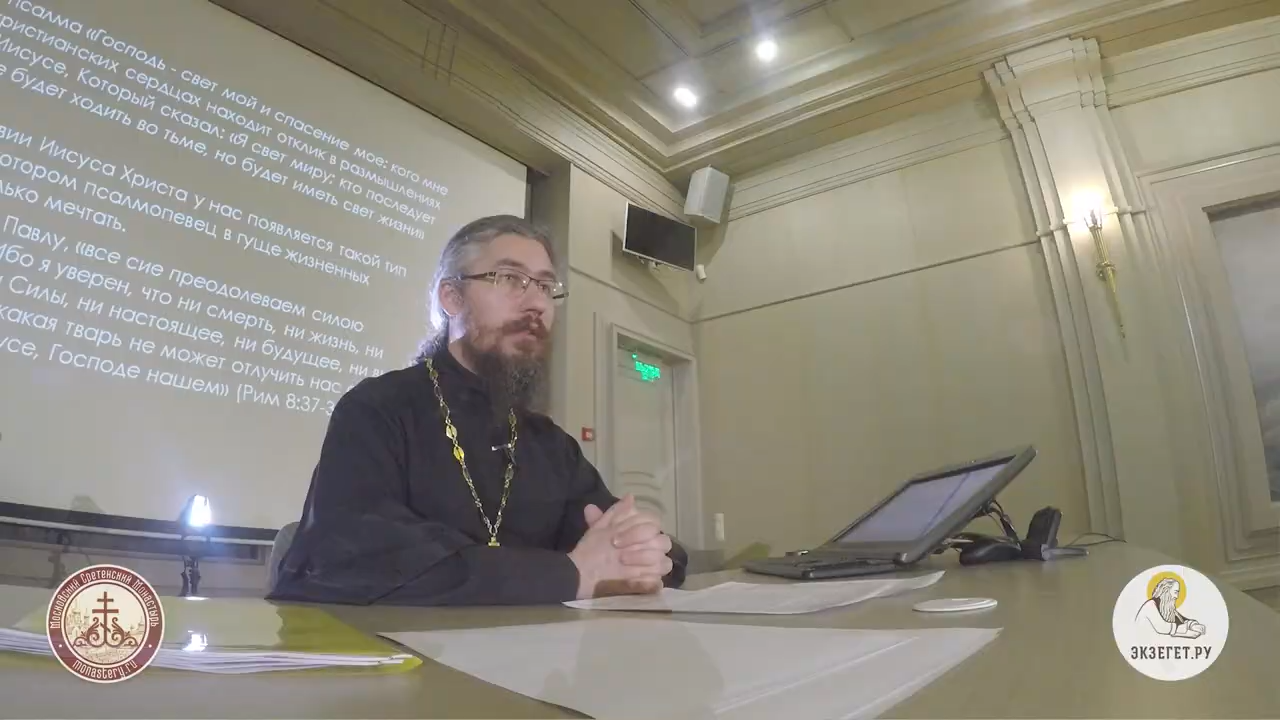 псалма «Господь - свет мой и спасение мое: кого мне
христианских сердцах находит отклик в размышлениях
Иисусе, Который сказал: «Я свет миру: кто последует
будет ходить во тьме, но будет иметь свет жизни»
Иисуса Христа у нас появляется такой тип
котором псалмопевец в гуще жизненных
только мечтать.
Павлу, «все сие преодолеваем силою
Ибо я уверен, что ни смерть, ни жизнь, ни
Силы, ни настоящее, ни будущее, ни
какая тварь не может отлучить нас
Господе нашем» (Рим 8:37-3
Московский Сретенский Монастырь
monastery.ru
ЭКЗЕГЕТ.РУ